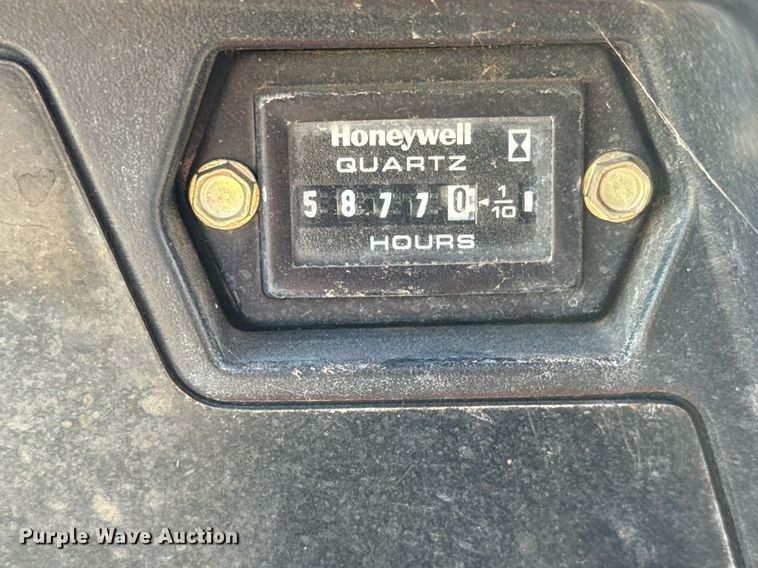 Honeywell
QUARTZ
5 8 7 7 0 ◄ 1/10
HOURS
Purple Wave Auction